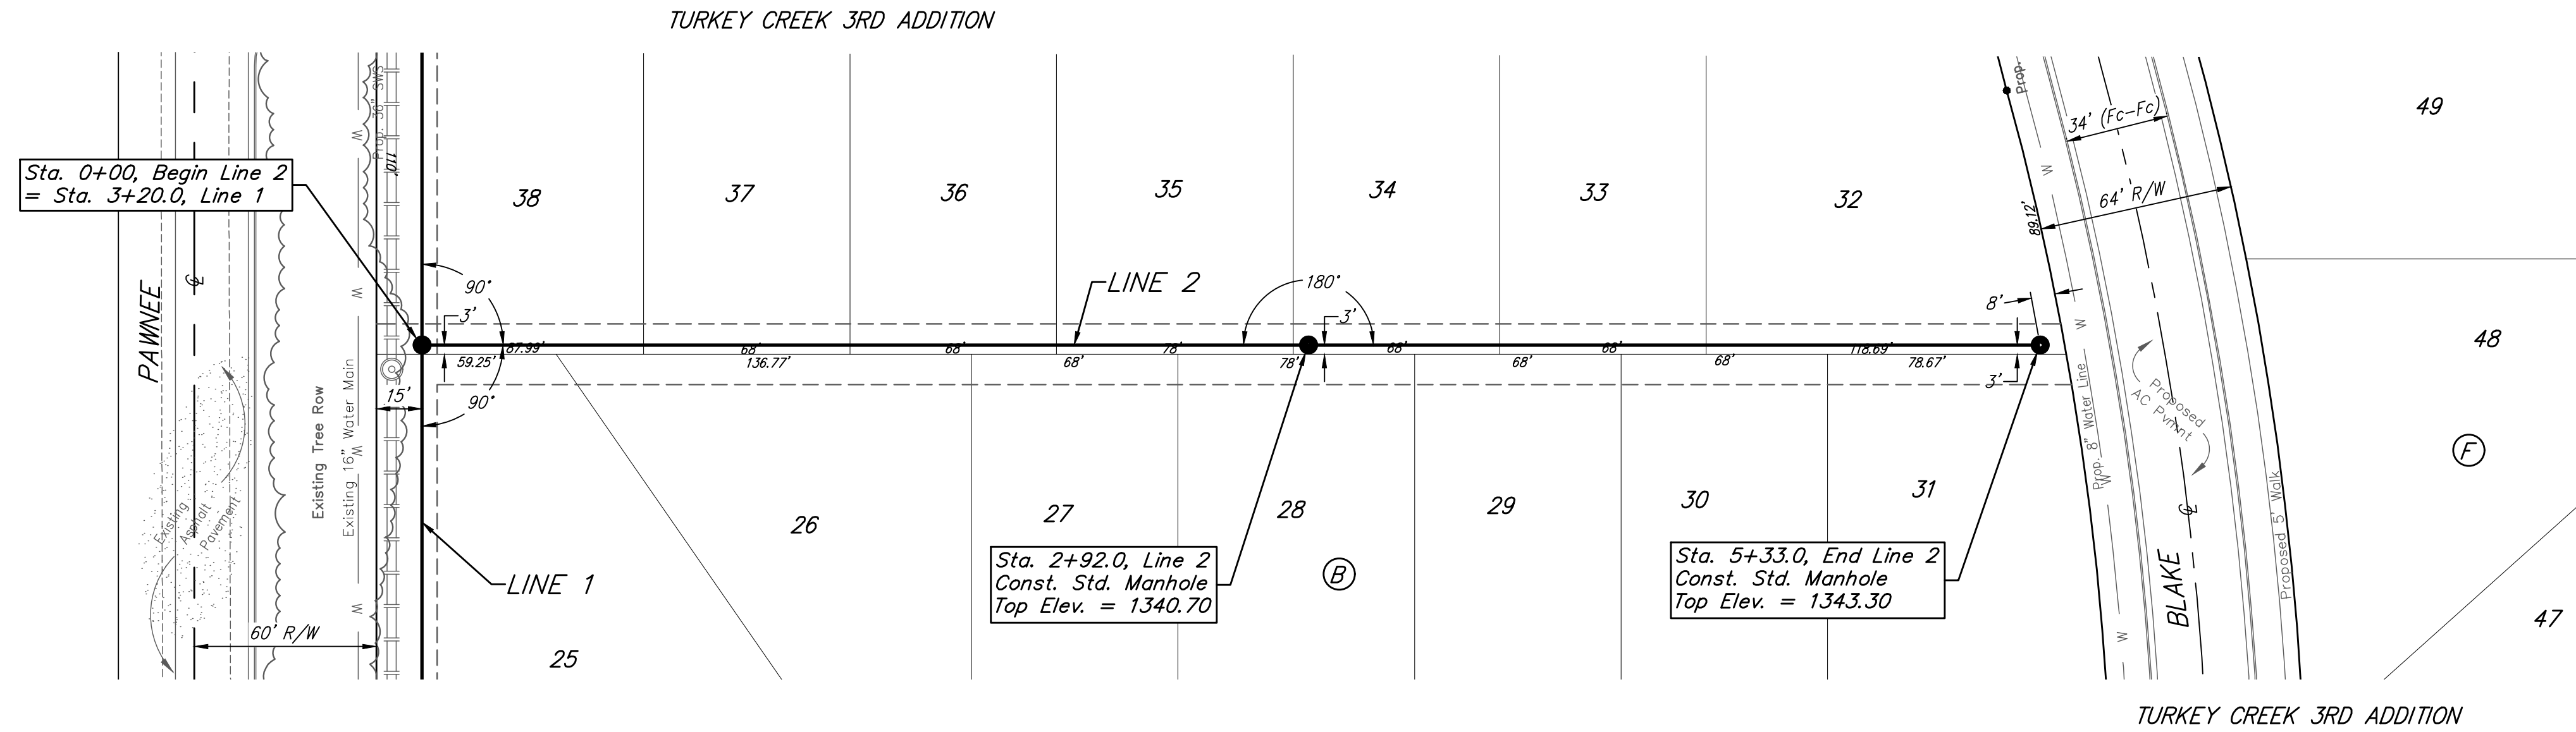 TURKEY CREEK 3RD ADDITION
Prop. 36" SWS
110'
Prop.
34' (Fc-Fc)
49
W
W
Sta. 0+00, Begin Line 2
= Sta. 3+20.0, Line 1
38
37
36
35
34
33
32
64' R/W
89.12'
PAWNEE
℄
W
90°
LINE 2
180°
8'
W
3'
3'
48
87.99'
68'
68'
78'
68'
68'
118.69'
59.25'
136.77'
68'
78'
68'
68'
78.67'
3'
15'
90°
Existing Tree Row
Existing 16" Water Main
W
Existing
Asphalt
Pavement
Prop. 8" Water Line
W
Proposed
AC Pvmnt
F
26
27
28
29
30
31
℄
Proposed 5' Walk
Sta. 2+92.0, Line 2
Const. Std. Manhole
Top Elev. = 1340.70
B
Sta. 5+33.0, End Line 2
Const. Std. Manhole
Top Elev. = 1343.30
LINE 1
W
BLAKE
W
47
60' R/W
25
TURKEY CREEK 3RD ADDITION